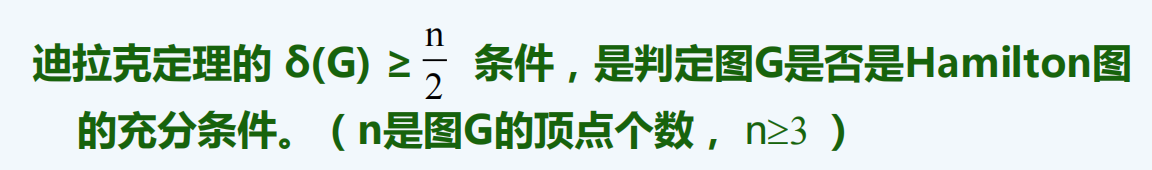 迪拉克定理的 δ(G) ≥ n/2 条件，是判定图G是否是Hamilton图
的充分条件。（n是图G的顶点个数， n≥3 ）